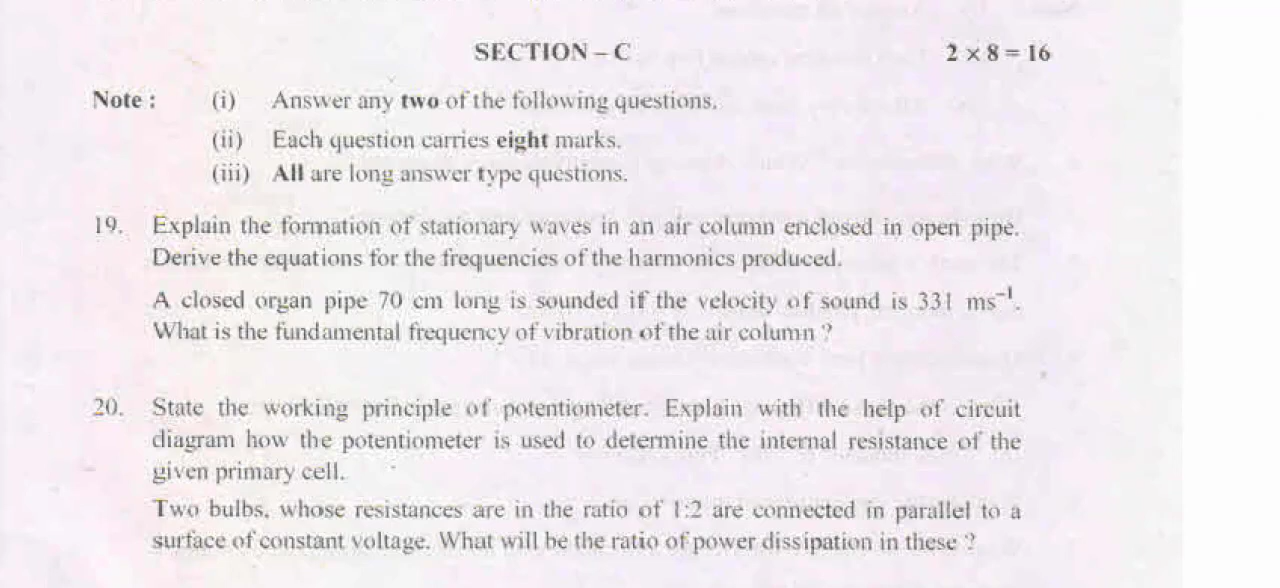 SECTION – C 2 × 8 = 16
Note : (i) Answer any two of the following questions.
(ii) Each question carries eight marks.
(iii) All are long answer type questions.
19. Explain the formation of stationary waves in an air column enclosed in open pipe.
Derive the equations for the frequencies of the harmonics produced.
A closed organ pipe 70 cm long is sounded if the velocity of sound is 331 ms⁻¹.
What is the fundamental frequency of vibration of the air column ?
20. State the working principle of potentiometer. Explain with the help of circuit
diagram how the potentiometer is used to determine the internal resistance of the
given primary cell.
Two bulbs, whose resistances are in the ratio of 1:2 are connected in parallel to a
surface of constant voltage. What will be the ratio of power dissipation in these ?